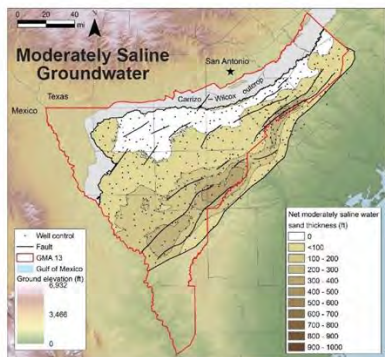 0 20 40
0 20 40 mi
Moderately Saline
Groundwater
San Antonio
Texas
Mexico
Carrizo – Wilcox outcrop
Well control
Fault
GMA 13
Gulf of Mexico
Ground elevation (ft)
6,932
3,466
0
Net moderately saline water
sand thickness (ft)
0
<100
100 - 200
200 - 300
300 - 400
400 - 500
500 - 600
600 - 700
700 - 800
800 - 900
900 - 1000